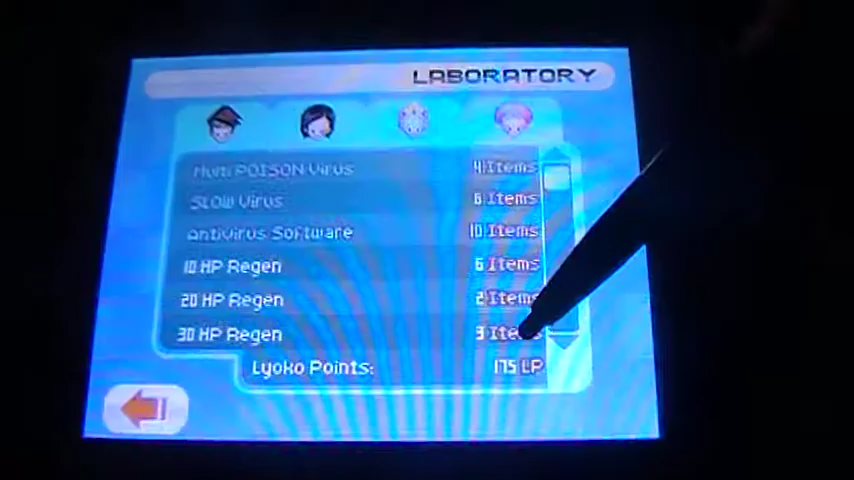 LABORATORY
Multi POISON Virus 4 Items
SLOW Virus 6 Items
Antivirus Software 10 Items
10 HP Regen 6 Items
20 HP Regen 2 Items
30 HP Regen 3 Items
Lyoko Points: 175 LP